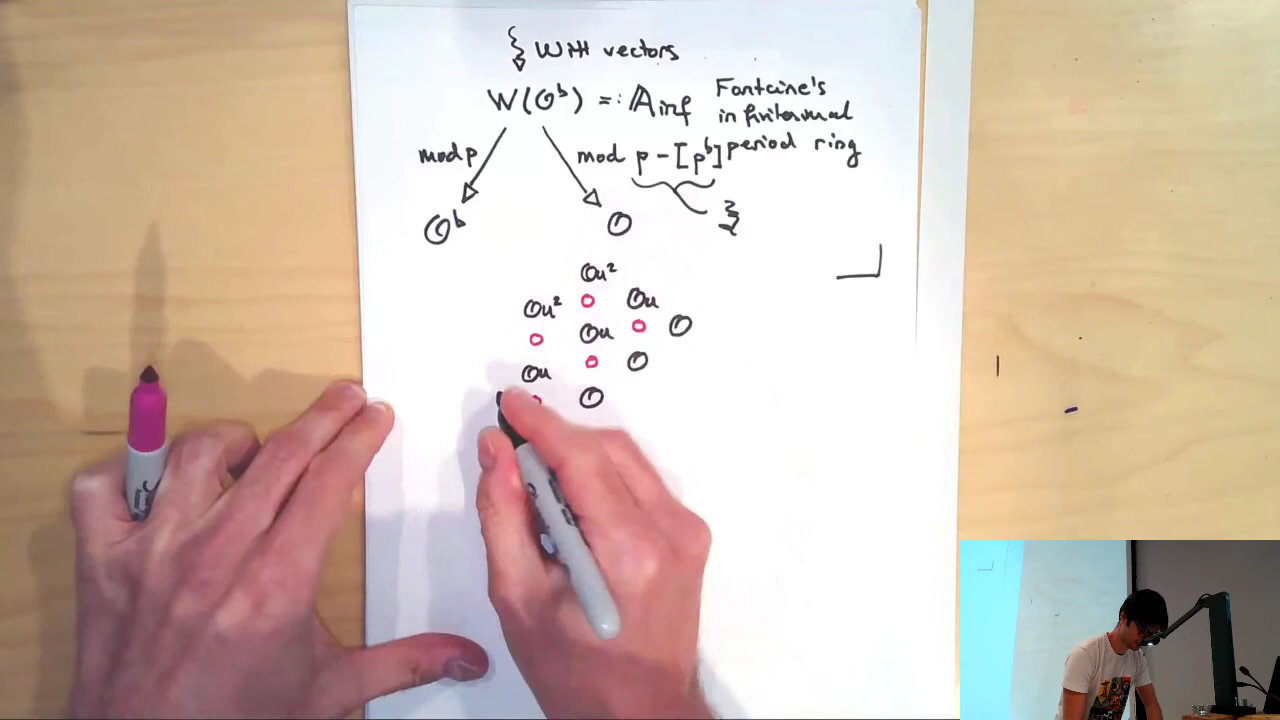 Witt vectors
W(O^b) =: A_inf Fontaine's
infinitesimal
mod p mod p - [p^b] period ring
O^b O ξ
Ou²
Ou² o Ou
o Ou o O
Ou o O
o O